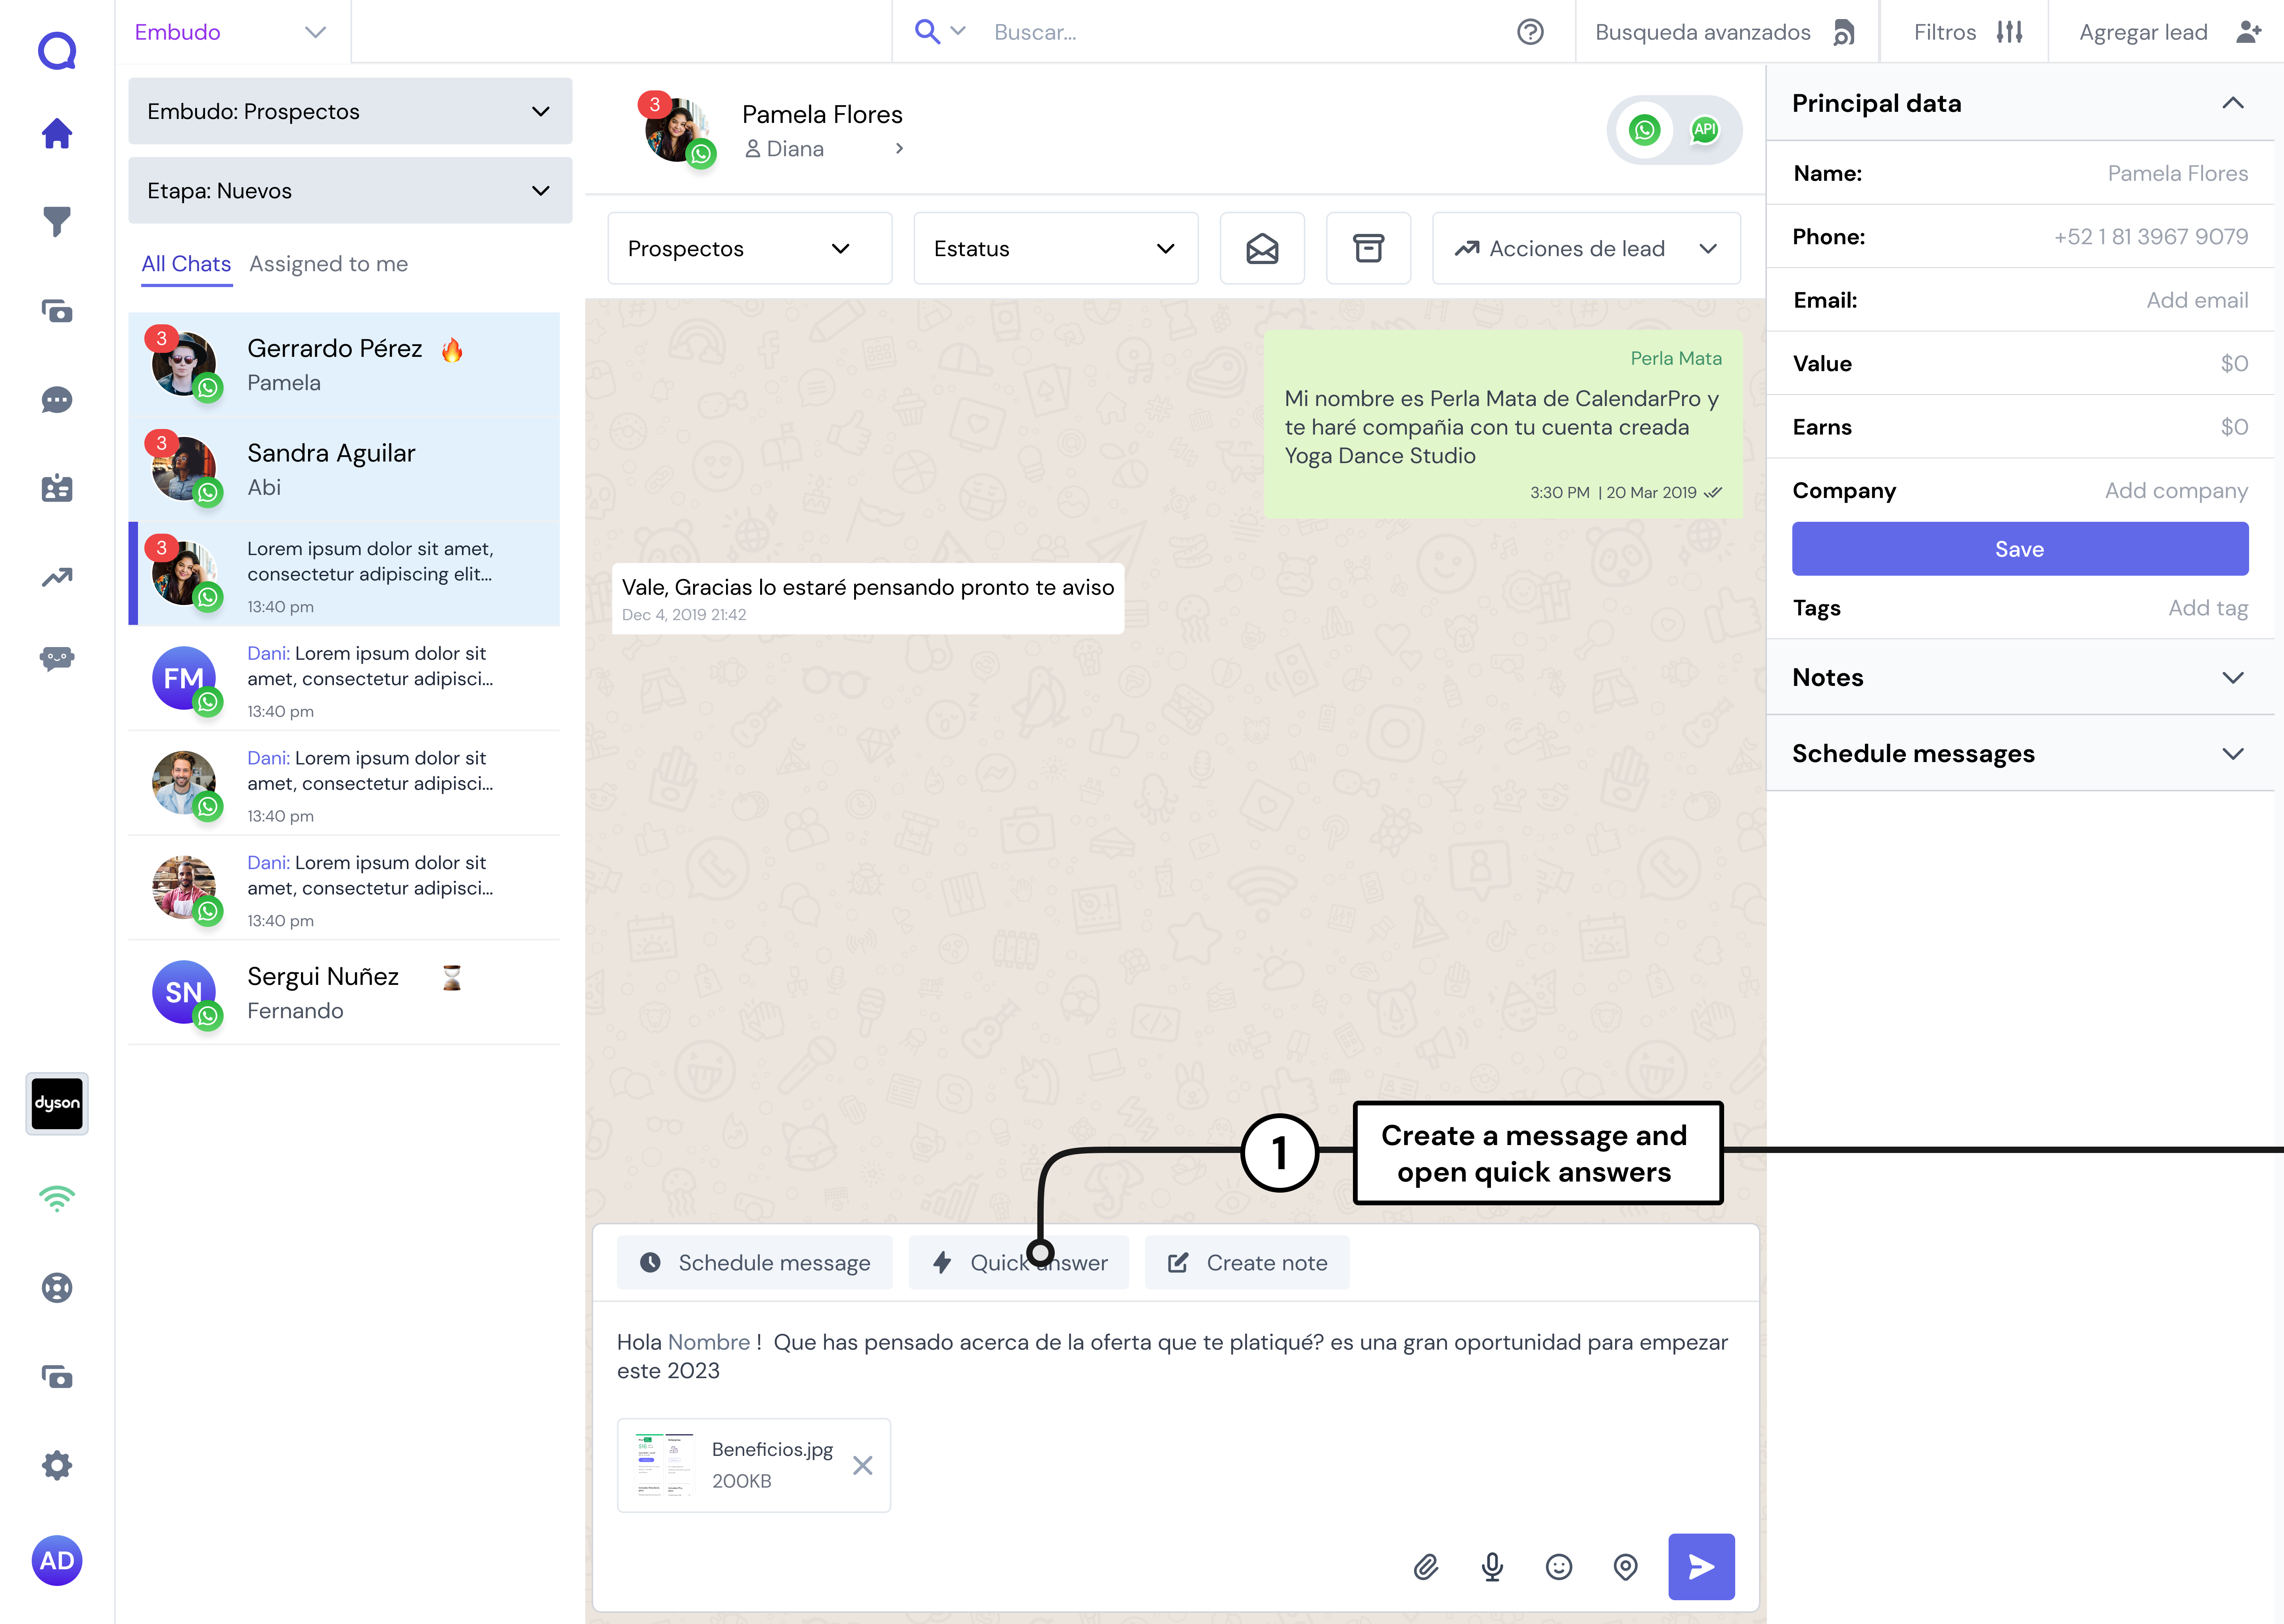 Embudo
Buscar...
Busqueda avanzados
Filtros
Agregar lead
Embudo: Prospectos
Etapa: Nuevos
All Chats
Assigned to me
3
Gerrardo Pérez
Pamela
3
Sandra Aguilar
Abi
3
Lorem ipsum dolor sit amet,
consectetur adipiscing elit...
13:40 pm
FM
Dani: Lorem ipsum dolor sit
amet, consectetur adipisci...
13:40 pm
Dani: Lorem ipsum dolor sit
amet, consectetur adipisci...
13:40 pm
Dani: Lorem ipsum dolor sit
amet, consectetur adipisci...
13:40 pm
SN
Sergui Nuñez
Fernando
dyson
AD
3
Pamela Flores
Diana
API
Prospectos
Estatus
Acciones de lead
Perla Mata
Mi nombre es Perla Mata de CalendarPro y
te haré compañia con tu cuenta creada
Yoga Dance Studio
3:30 PM | 20 Mar 2019
Vale, Gracias lo estaré pensando pronto te aviso
Dec 4, 2019 21:42
1
Create a message and
open quick answers
Schedule message
Quick answer
Create note
Hola Nombre ! Que has pensado acerca de la oferta que te platiqué? es una gran oportunidad para empezar
este 2023
Beneficios.jpg
200KB
Principal data
Name: Pamela Flores
Phone: +52 1 81 3967 9079
Email: Add email
Value $0
Earns $0
Company Add company
Save
Tags Add tag
Notes
Schedule messages